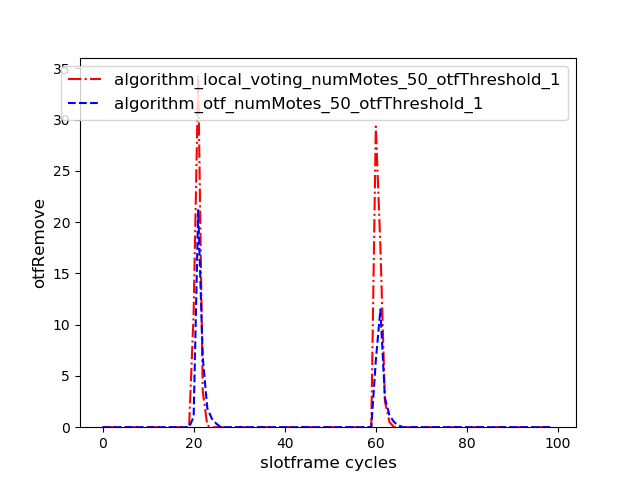 algorithm_local_voting_numMotes_50_otfThreshold_1
algorithm_otf_numMotes_50_otfThreshold_1
35
30
25
20
15
10
5
0
otfRemove
0 20 40 60 80 100
slotframe cycles